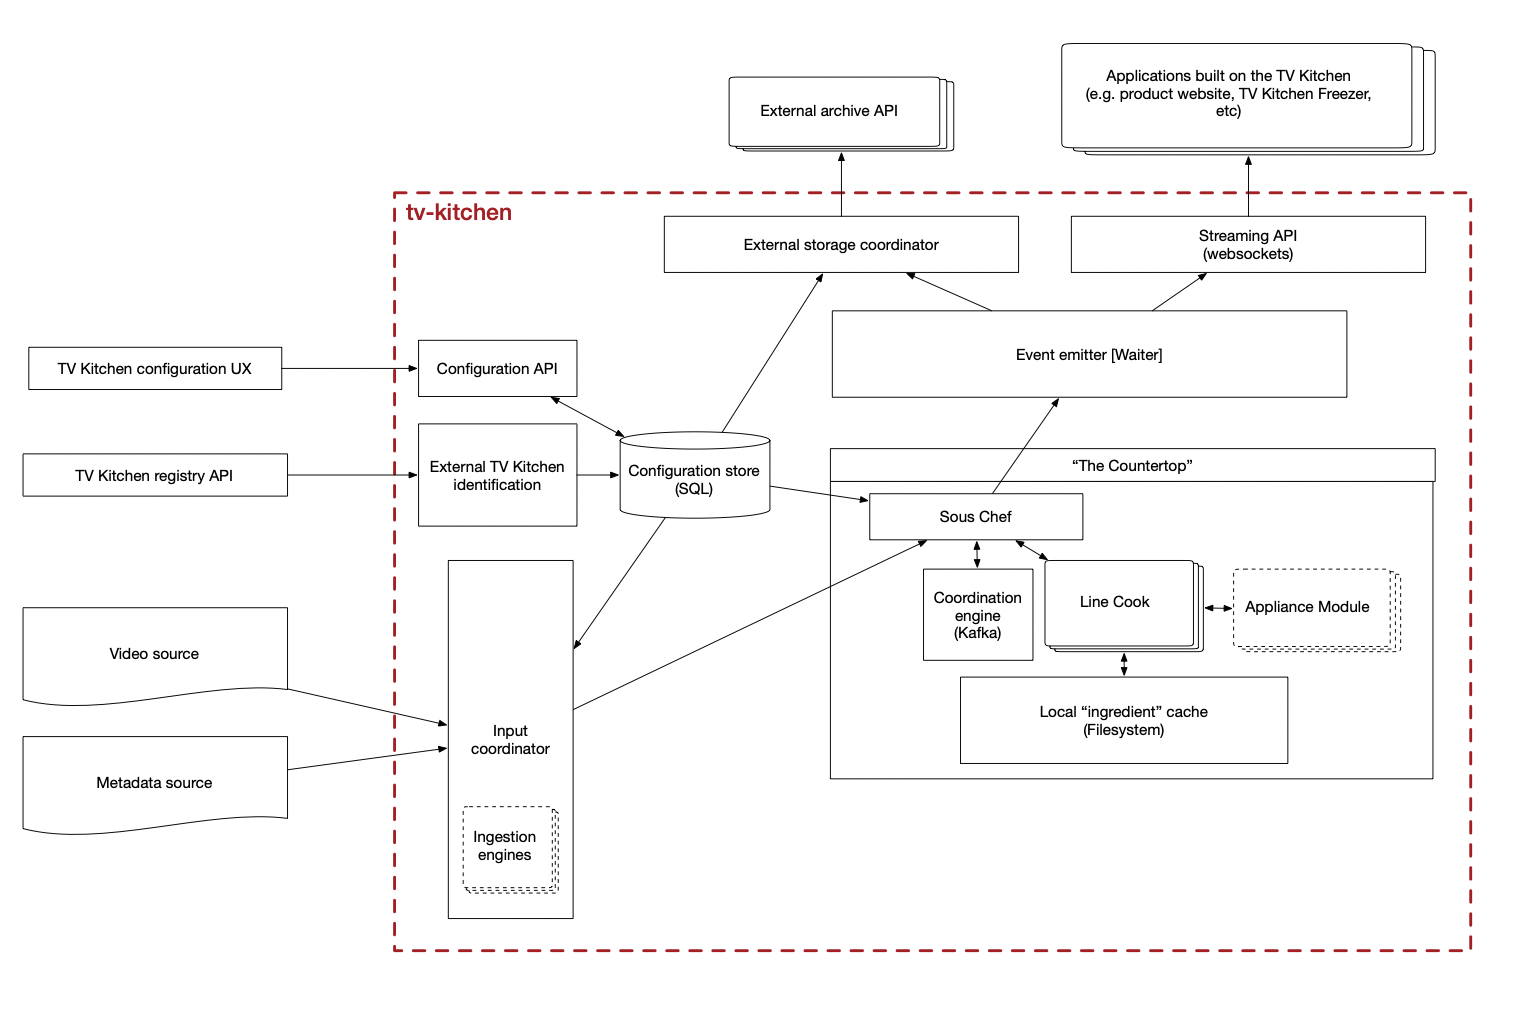 Applications built on the TV Kitchen
(e.g. product website, TV Kitchen Freezer,
etc)
External archive API
tv-kitchen
External storage coordinator
Streaming API
(websockets)
Event emitter [Waiter]
TV Kitchen configuration UX
Configuration API
TV Kitchen registry API
External TV Kitchen
identification
Configuration store
(SQL)
“The Countertop”
Sous Chef
Coordination
engine
(Kafka)
Line Cook
Appliance Module
Local “ingredient” cache
(Filesystem)
Video source
Metadata source
Input
coordinator
Ingestion
engines